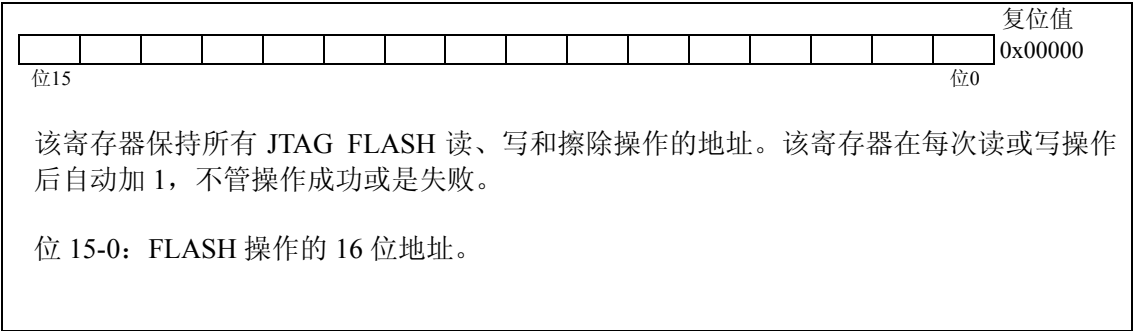 复位值
0x00000
位15 位0
该寄存器保持所有 JTAG FLASH 读、写和擦除操作的地址。该寄存器在每次读或写操作
后自动加 1，不管操作成功或是失败。
位 15-0：FLASH 操作的 16 位地址。